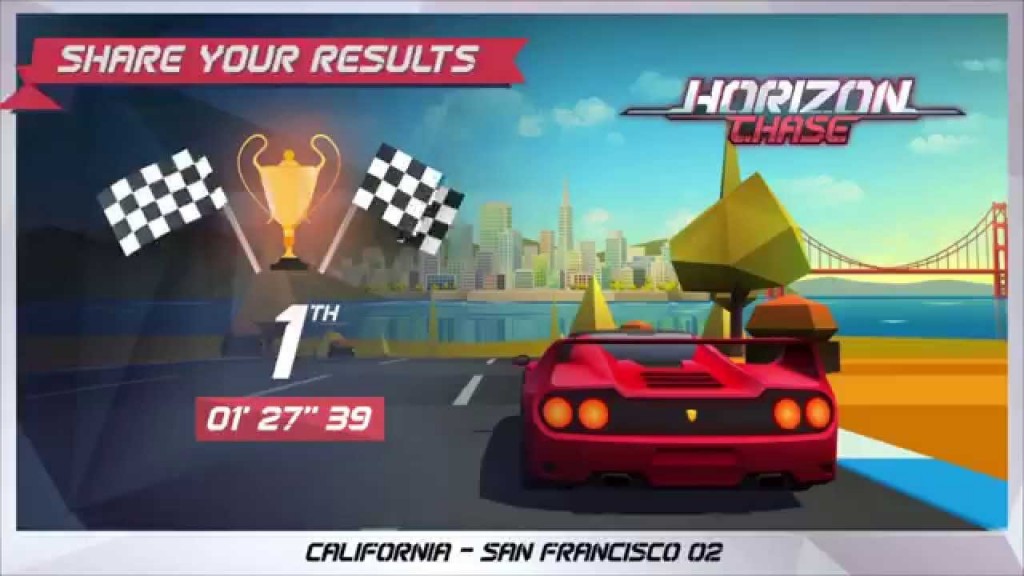 SHARE YOUR RESULTS
HORIZON
CHASE
1TH
01' 27" 39
CALIFORNIA - SAN FRANCISCO 02